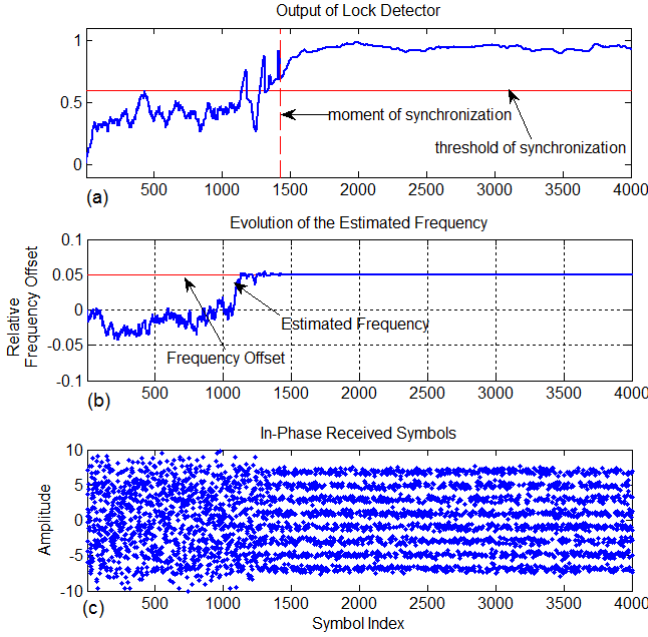 Output of Lock Detector
1
0.5
0
moment of synchronization
threshold of synchronization
(a)
500 1000 1500 2000 2500 3000 3500 4000
Evolution of the Estimated Frequency
Relative
Frequency Offset
0.1
0.05
0
-0.05
-0.1
Estimated Frequency
Frequency Offset
(b)
500 1000 1500 2000 2500 3000 3500 4000
In-Phase Received Symbols
Amplitude
10
5
0
-5
-10
(c)
500 1000 1500 2000 2500 3000 3500 4000
Symbol Index